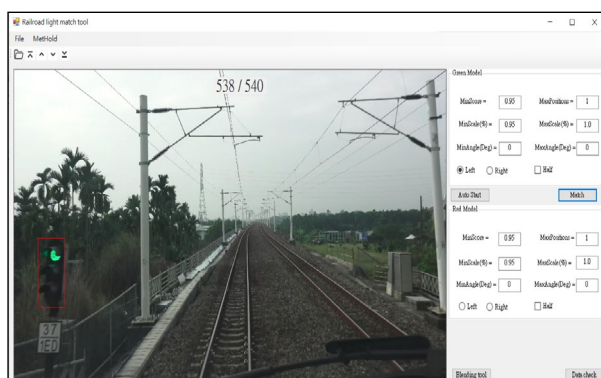 Railroad light match tool
File MetHold
538 / 540
37
1ED
Green Model
MinScore = 0.95 MaxPositions = 1
MinScale(%) = 0.95 MaxScale(%) = 1.0
MinAngle(Deg) = 0 MaxAngle(Deg) = 0
Left Right Half
Auto Start Match
Red Model
MinScore = 0.95 MaxPositions = 1
MinScale(%) = 0.95 MaxScale(%) = 1.0
MinAngle(Deg) = 0 MaxAngle(Deg) = 0
Left Right Half
Blending tool Data check